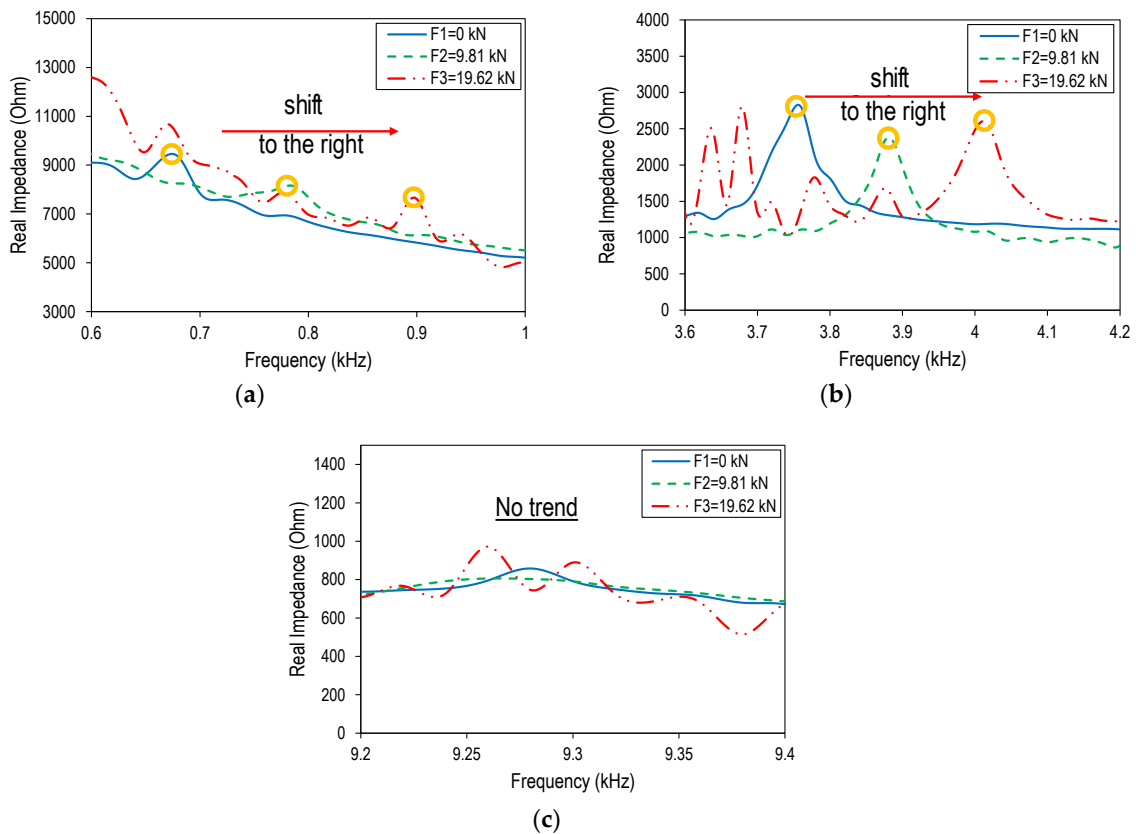 15000
13000
11000
9000
7000
5000
3000
Real Impedance (Ohm)
F1=0 kN
F2=9.81 kN
F3=19.62 kN
shift
to the right
0.6 0.7 0.8 0.9 1
Frequency (kHz)
(a)
4000
3500
3000
2500
2000
1500
1000
500
0
Real Impedance (Ohm)
F1=0 kN
F2=9.81 kN
F3=19.62 kN
shift
to the right
3.6 3.7 3.8 3.9 4 4.1 4.2
Frequency (kHz)
(b)
1400
1200
1000
800
600
400
200
0
Real Impedance (Ohm)
F1=0 kN
F2=9.81 kN
F3=19.62 kN
No trend
9.2 9.25 9.3 9.35 9.4
Frequency (kHz)
(c)